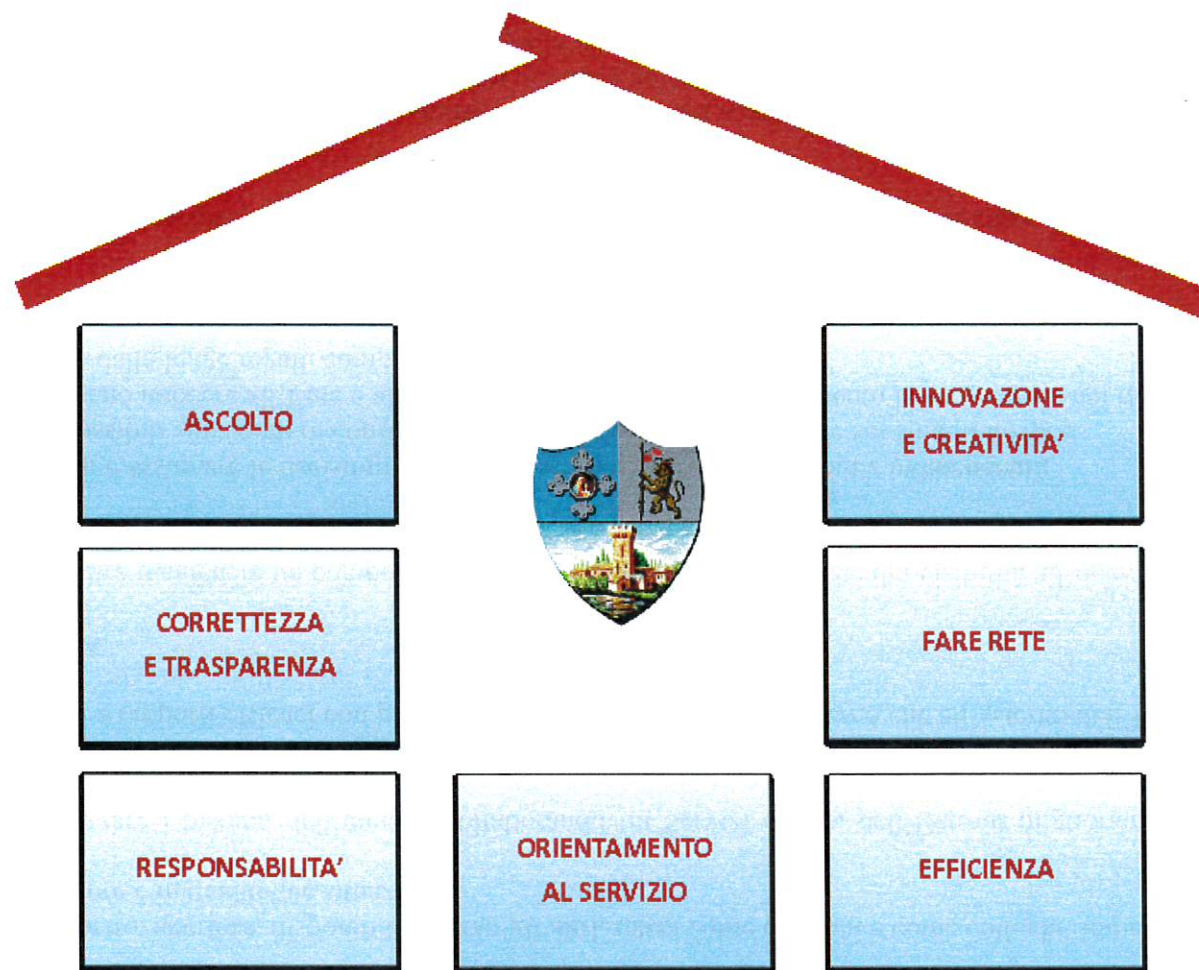 ASCOLTO
INNOVAZONE
E CREATIVITA’
CORRETTEZZA
E TRASPARENZA
FARE RETE
RESPONSABILITA’
ORIENTAMENTO
AL SERVIZIO
EFFICIENZA